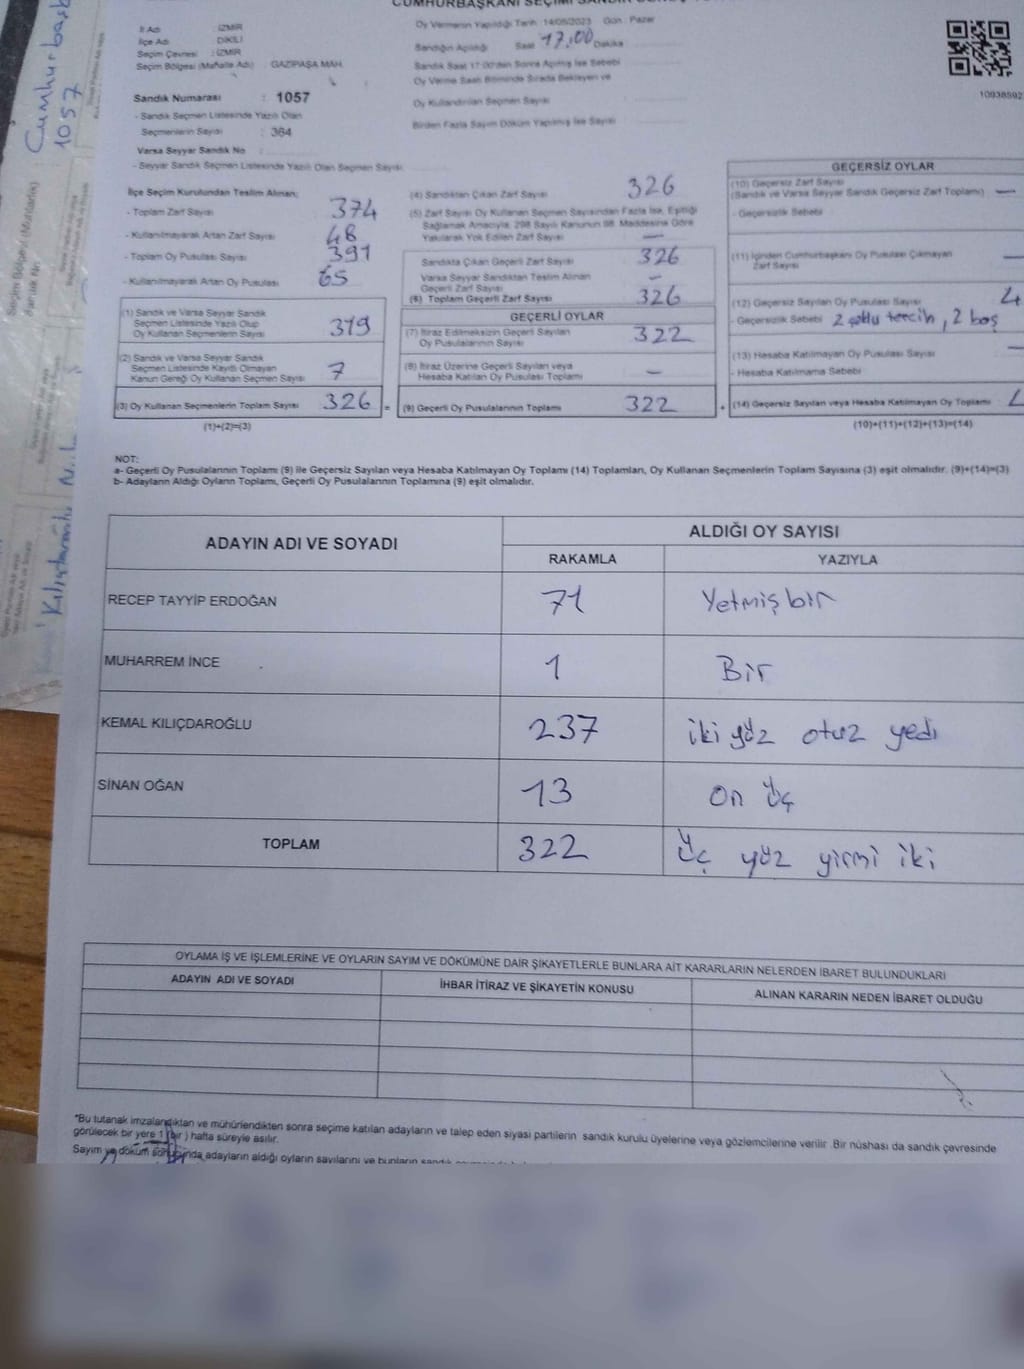 CUMHURBAŞKANI SEÇİMİ SANDIK
İl Adı : İZMİR
İlçe Adı : DİKİLİ
Seçim Çevresi : İZMİR
Seçim Bölgesi (Mahalle Adı) : GAZİPAŞA MAH.
Sandık Numarası : 1057
- Sandık Seçmen Listesinde Yazılı Olan
Seçmenlerin Sayısı : 364
Varsa Seyyar Sandık No :
- Seyyar Sandık Seçmen Listesinde Yazılı Olan Seçmen Sayısı
Oy Vermenin Yapıldığı Tarih : 14/05/2023 Gün : Pazar
Sandığın Açıldığı Saat 17:00 Dakika
Sandık Saat 17:00'den Sonra Açılmış İse Sebebi
Oy Verme Saati Bitiminde Sırada Bekleyen ve
Oy Kullandırılan Seçmen Sayısı
Birden Fazla Sayım Döküm Yapılmış İse Sayısı
10938592
İlçe Seçim Kurulundan Teslim Alınan;
- Toplam Zarf Sayısı 374
- Kullanılmayarak Artan Zarf Sayısı 48
- Toplam Oy Pusulası Sayısı 391
- Kullanılmayarak Artan Oy Pusulası 65
(1) Sandık ve Varsa Seyyar Sandık
Seçmen Listesinde Yazılı Olup
Oy Kullanan Seçmenlerin Sayısı 319
(2) Sandık ve Varsa Seyyar Sandık
Seçmen Listesinde Kayıtlı Olmayan
Kanun Gereği Oy Kullanan Seçmen Sayısı 7
(3) Oy Kullanan Seçmenlerin Toplam Sayısı 326 =
(1)+(2)=(3)
(4) Sandıktan Çıkan Zarf Sayısı 326
(5) Zarf Sayısı Oy Kullanan Seçmen Sayısından Fazla İse, Eşitliği
Sağlamak Amacıyla, 298 Sayılı Kanunun 98. Maddesine Göre
Yakılarak Yok Edilen Zarf Sayısı —
Sandıkta Çıkan Geçerli Zarf Sayısı 326
Varsa Seyyar Sandıktan Teslim Alınan
Geçerli Zarf Sayısı —
(6) Toplam Geçerli Zarf Sayısı 326
GEÇERLİ OYLAR
(7) İtiraz Edilmeksizin Geçerli Sayılan
Oy Pusulalarının Sayısı 322
(8) İtiraz Üzerine Geçerli Sayılan veya
Hesaba Katılan Oy Pusulası Toplamı —
(9) Geçerli Oy Pusulalarının Toplamı 322 +
GEÇERSİZ OYLAR
(10) Geçersiz Zarf Sayısı
(Sandık ve Varsa Seyyar Sandık Geçersiz Zarf Toplamı) —
- Geçersizlik Sebebi
(11) İçinden Cumhurbaşkanı Oy Pusulası Çıkmayan
Zarf Sayısı —
(12) Geçersiz Sayılan Oy Pusulası Sayısı 4
- Geçersizlik Sebebi 2 çoklu tercih, 2 boş
(13) Hesaba Katılmayan Oy Pusulası Sayısı —
- Hesaba Katılmama Sebebi
(14) Geçersiz Sayılan veya Hesaba Katılmayan Oy Toplamı
(10)+(11)+(12)+(13)=(14)
NOT:
a- Geçerli Oy Pusulalarının Toplamı (9) ile Geçersiz Sayılan veya Hesaba Katılmayan Oy Toplamı (14) Toplamları, Oy Kullanan Seçmenlerin Toplam Sayısına (3) eşit olmalıdır. (9)+(14)=(3)
b- Adayların Aldığı Oyların Toplamı, Geçerli Oy Pusulalarının Toplamına (9) eşit olmalıdır.
ADAYIN ADI VE SOYADI ALDIĞI OY SAYISI
RAKAMLA YAZIYLA
RECEP TAYYİP ERDOĞAN 71 Yetmiş bir
MUHARREM İNCE 1 Bir
KEMAL KILIÇDAROĞLU 237 iki yüz otuz yedi
SİNAN OĞAN 13 On üç
TOPLAM 322 Üç yüz yirmi iki
OYLAMA İŞ VE İŞLEMLERİNE VE OYLARIN SAYIM VE DÖKÜMÜNE DAİR ŞİKAYETLERLE BUNLARA AİT KARARLARIN NELERDEN İBARET BULUNDUKLARI
ADAYIN ADI VE SOYADI İHBAR İTİRAZ VE ŞİKAYETİN KONUSU ALINAN KARARIN NEDEN İBARET OLDUĞU
*Bu tutanak imzalandıktan ve mühürlendikten sonra seçime katılan adayların ve talep eden siyasi partilerin sandık kurulu üyelerine veya gözlemcilerine verilir. Bir nüshası da sandık çevresinde
görülecek bir yere 1 (bir) hafta süreyle asılır.
Sayım ve döküm sonucunda adayların aldığı oyların sayılarını ve bunların sandık
Cumhurbaşk
1057
Seçim Bölgesi (Mahallesi)
Sandık No
Kılıçdaroğlu